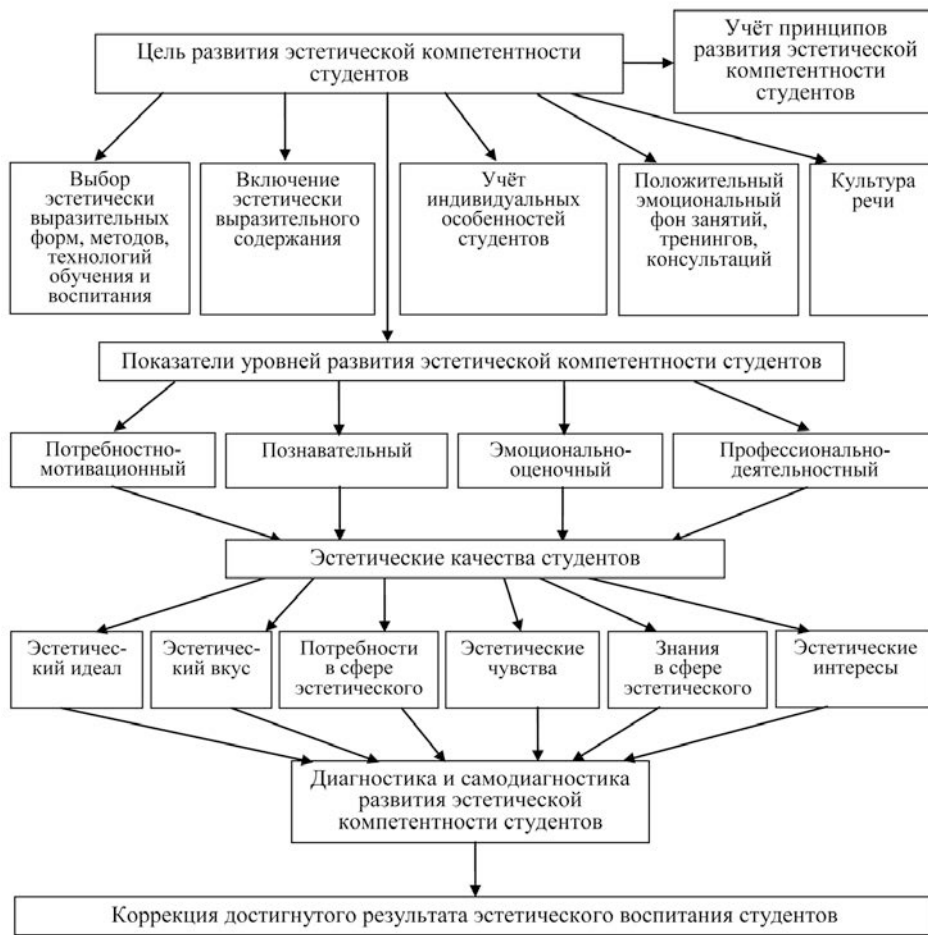 Цель развития эстетической компетентности
студентов
Учёт принципов
развития эстетической
компетентности
студентов
Выбор
эстетически
выразительных
форм, методов,
технологий
обучения и
воспитания
Включение
эстетически
выразительного
содержания
Учёт
индивидуальных
особенностей
студентов
Положительный
эмоциональный
фон занятий,
тренингов,
консультаций
Культура
речи
Показатели уровней развития эстетической компетентности студентов
Потребностно-
мотивационный
Познавательный
Эмоционально-
оценочный
Профессионально-
деятельностный
Эстетические качества студентов
Эстетичес-
кий идеал
Эстетичес-
кий вкус
Потребности
в сфере
эстетического
Эстетические
чувства
Знания
в сфере
эстетического
Эстетические
интересы
Диагностика и самодиагностика
развития эстетической
компетентности студентов
Коррекция достигнутого результата эстетического воспитания студентов